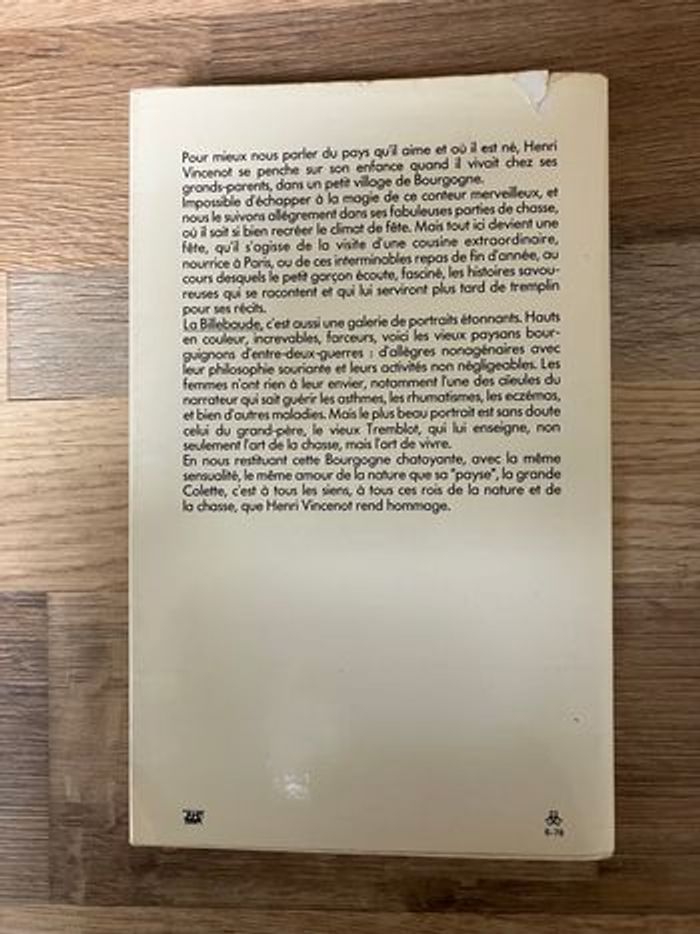 Pour mieux nous parler du pays qu'il aime et où il est né, Henri
Vincenot se penche sur son enfance quand il vivait chez ses
grands-parents, dans un petit village de Bourgogne.
Impossible d'échapper à la magie de ce conteur merveilleux, et
nous le suivons allégrement dans ses fabuleuses parties de chasse,
où il sait si bien recréer le climat de fête. Mais tout ici devient une
fête, qu'il s'agisse de la visite d'une cousine extraordinaire,
nourrice à Paris, ou de ces interminables repas de fin d'année, au
cours desquels le petit garçon écoute, fasciné, les histoires savou-
reuses qui se racontent et qui lui serviront plus tard de tremplin
pour ses récits.
La Billebaude, c'est aussi une galerie de portraits étonnants. Hauts
en couleur, increvables, farceurs, voici les vieux paysans bour-
guignons d'entre-deux-guerres : d'allègres nonagénaires avec
leur philosophie souriante et leurs activités non négligeables. Les
femmes n'ont rien à leur envier, notamment l'une des aïeules du
narrateur qui sait guérir les asthmes, les rhumatismes, les eczémas,
et bien d'autres maladies. Mais le plus beau portrait est sans doute
celui du grand-père, le vieux Tremblot, qui lui enseigne, non
seulement l'art de la chasse, mais l'art de vivre.
En nous restituant cette Bourgogne chatoyante, avec la même
sensualité, le même amour de la nature que sa "payse", la grande
Colette, c'est à tous les siens, à tous ces rois de la nature et de
la chasse, que Henri Vincenot rend hommage.